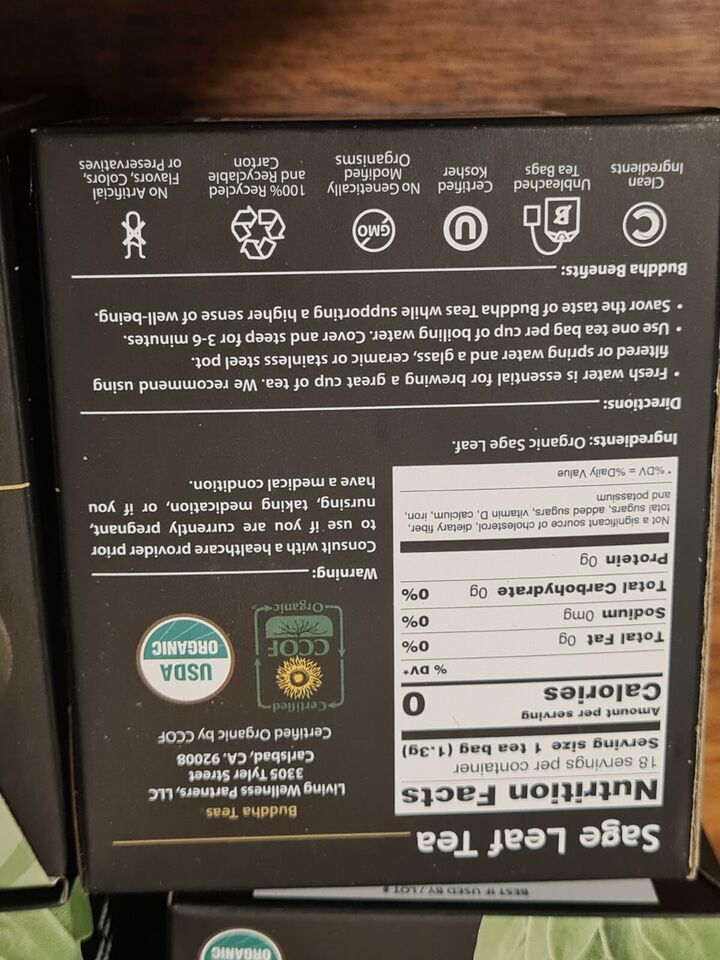 Sage Leaf Tea
Nutrition Facts
18 servings per container
Serving size 1 tea bag (1.3g)
Amount per serving
Calories 0
% DV*
Total Fat 0g 0%
Sodium 0mg 0%
Total Carbohydrate 0g 0%
Protein 0g
Not a significant source of cholesterol, dietary fiber,
total sugars, added sugars, vitamin D, calcium, iron,
and potassium
*%DV = %Daily Value
Buddha Teas
Living Wellness Partners, LLC
3305 Tyler Street
Carlsbad, CA. 92008
Certified Organic by CCOF
Certified
CCOF
Organic
USDA
ORGANIC
Warning:
Consult with a healthcare provider prior
to use if you are currently pregnant,
nursing, taking medication, or if you
have a medical condition.
Ingredients: Organic Sage Leaf.
Directions:
• Fresh water is essential for brewing a great cup of tea. We recommend using
filtered or spring water and a glass, ceramic or stainless steel pot.
• Use one tea bag per cup of boiling water. Cover and steep for 3-6 minutes.
• Savor the taste of Buddha Teas while supporting a higher sense of well-being.
Buddha Benefits:
C
B
U
GMO
Clean
Ingredients
Unbleached
Tea Bags
Certified
Kosher
No Genetically
Modified
Organisms
100% Recycled
and Recyclable
Carton
No Artificial
Flavors, Colors,
or Preservatives
BEST IF USED BY / LOT #
ORGANIC